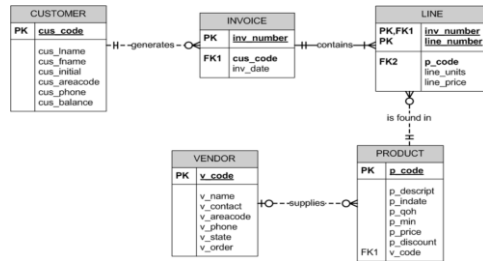 CUSTOMER
PK cus_code
cus_lname
cus_fname
cus_initial
cus_areacode
cus_phone
cus_balance
generates
INVOICE
PK inv_number
FK1 cus_code
inv_date
contains
LINE
PK,FK1 inv_number
PK line_number
FK2 p_code
line_units
line_price
is found in
VENDOR
PK v_code
v_name
v_contact
v_areacode
v_phone
v_state
v_order
supplies
PRODUCT
PK p_code
p_descript
p_indate
p_qoh
p_min
p_price
p_discount
FK1 v_code